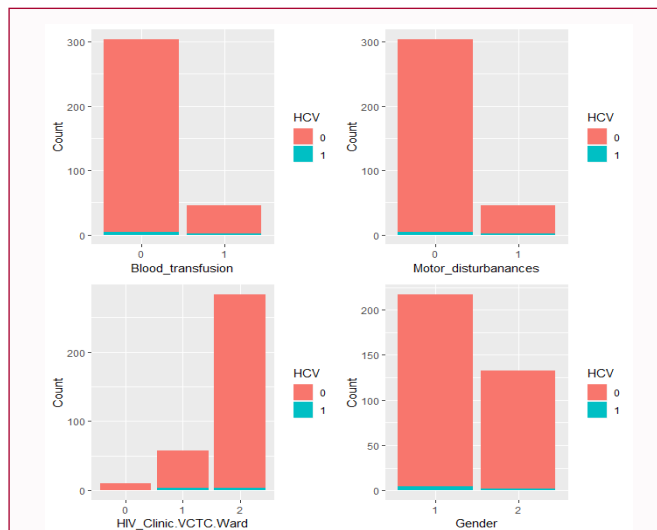 300
200
100
0
Count
0 1
Blood_transfusion
HCV
0
1
300
200
100
0
Count
0 1
Motor_disturbanances
HCV
0
1
200
100
0
Count
0 1 2
HIV_Clinic.VCTC.Ward
HCV
0
1
200
150
100
50
0
Count
1 2
Gender
HCV
0
1